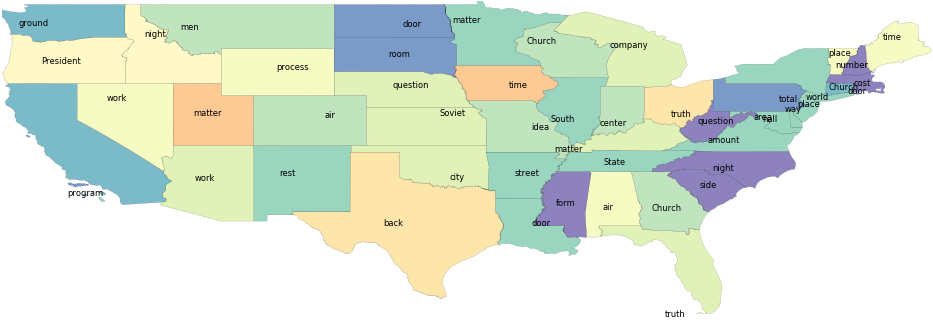 ground
night
men
door
matter
Church
company
time
President
process
room
place
number
work
question
time
cost
door
Church
world
total
place
way
matter
air
Soviet
idea
South
center
truth
question
area
hall
matter
amount
work
rest
city
street
State
night
side
program
back
door
form
air
Church
truth